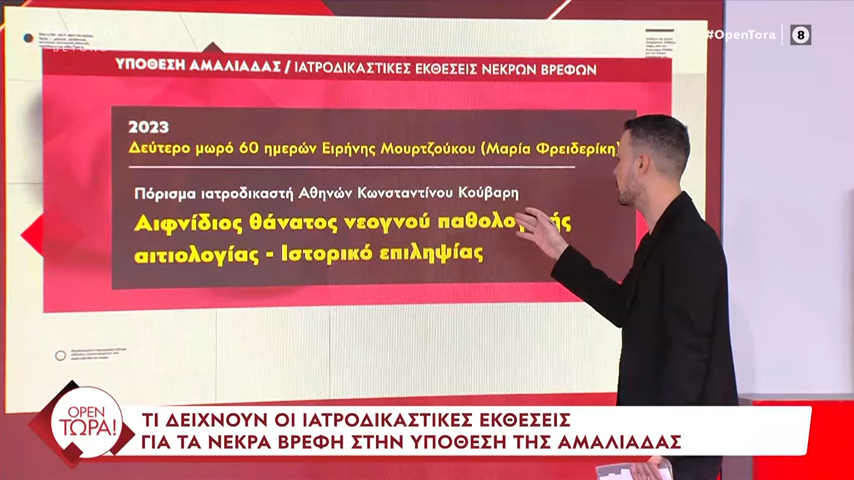 #OpenTora
8
ΥΠΟΘΕΣΗ ΑΜΑΛΙΑΔΑΣ / ΙΑΤΡΟΔΙΚΑΣΤΙΚΕΣ ΕΚΘΕΣΕΙΣ ΝΕΚΡΩΝ ΒΡΕΦΩΝ
2023
Δεύτερο μωρό 60 ημερών Ειρήνης Μουρτζούκου (Μαρία Φρειδερίκη)
Πόρισμα ιατροδικαστή Αθηνών Κωνσταντίνου Κούβαρη
Αιφνίδιος θάνατος νεογνού
αιτιολογίας - Ιστορικό επιληψίας
OPEN
ΤΩΡΑ!
ΤΙ ΔΕΙΧΝΟΥΝ ΟΙ ΙΑΤΡΟΔΙΚΑΣΤΙΚΕΣ ΕΚΘΕΣΕΙΣ
ΓΙΑ ΤΑ ΝΕΚΡΑ ΒΡΕΦΗ ΣΤΗΝ ΥΠΟΘΕΣΗ ΤΗΣ ΑΜΑΛΙΑΔΑΣ